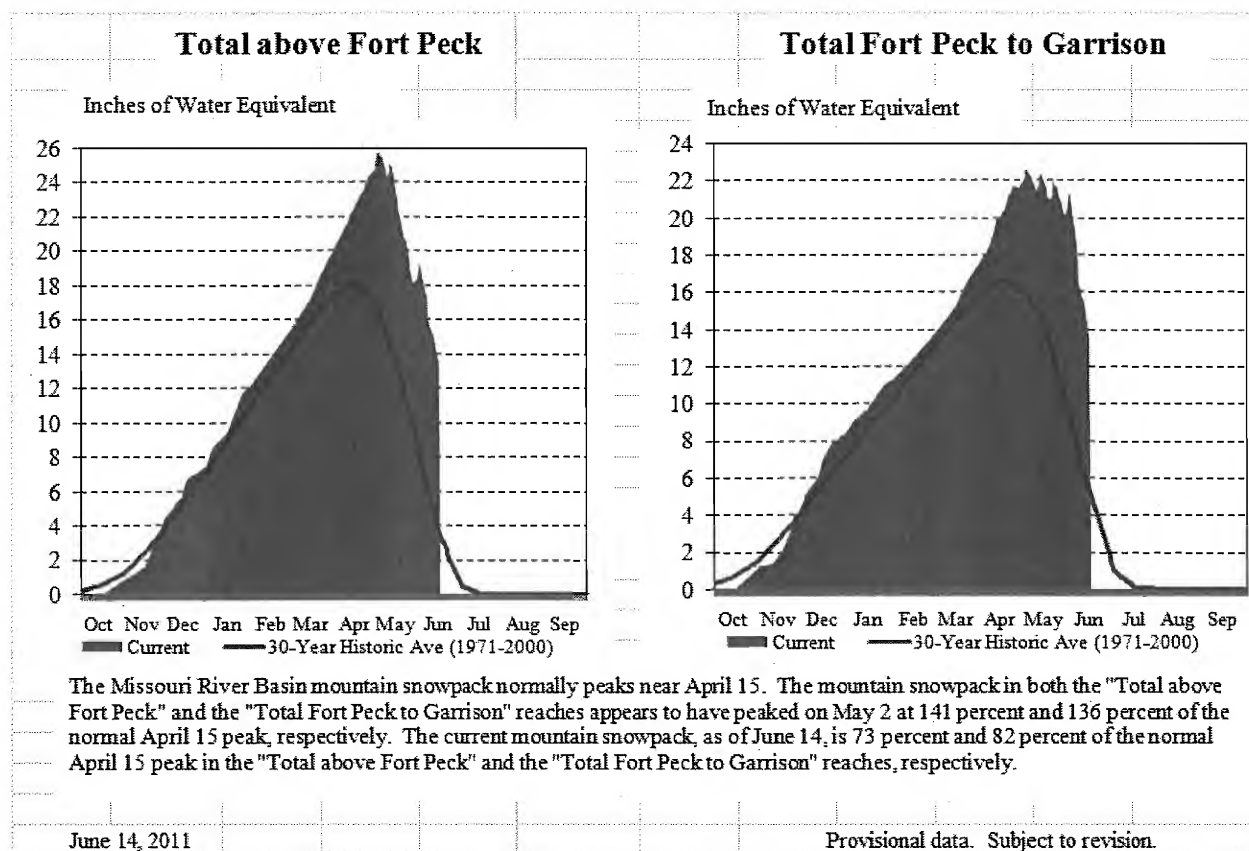 Total above Fort Peck
Inches of Water Equivalent
26
24
22
20
18
16
14
12
10
8
6
4
2
0
Oct Nov Dec Jan Feb Mar Apr May Jun Jul Aug Sep
Current 30-Year Historic Ave (1971-2000)
Total Fort Peck to Garrison
Inches of Water Equivalent
24
22
20
18
16
14
12
10
8
6
4
2
0
Oct Nov Dec Jan Feb Mar Apr May Jun Jul Aug Sep
Current 30-Year Historic Ave (1971-2000)
The Missouri River Basin mountain snowpack normally peaks near April 15. The mountain snowpack in both the "Total above
Fort Peck" and the "Total Fort Peck to Garrison" reaches appears to have peaked on May 2 at 141 percent and 136 percent of the
normal April 15 peak, respectively. The current mountain snowpack, as of June 14, is 73 percent and 82 percent of the normal
April 15 peak in the "Total above Fort Peck" and the "Total Fort Peck to Garrison" reaches, respectively.
June 14, 2011
Provisional data. Subject to revision.